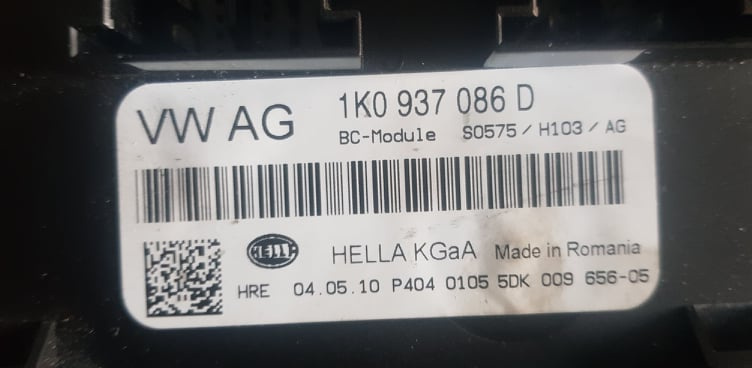 VW AG 1K0 937 086 D
BC-Module S0575 / H103 / AG
HELLA HELLA KGaA Made in Romania
HRE 04.05.10 P404 0105 5DK 009 656-05